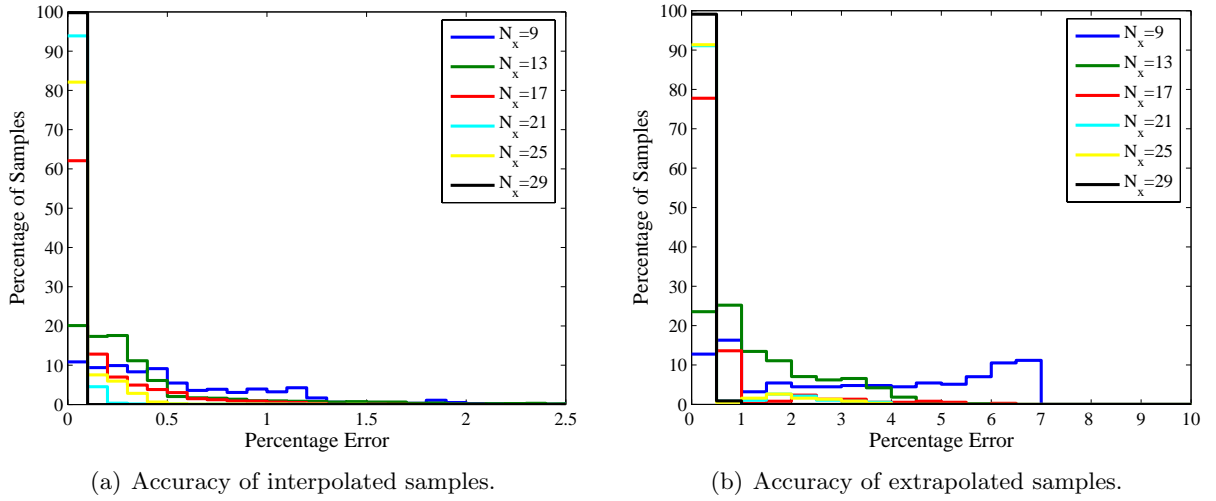 100
90
80
70
60
50
40
30
20
10
0
Percentage of Samples
0 0.5 1 1.5 2 2.5
Percentage Error
N_x=9
N_x=13
N_x=17
N_x=21
N_x=25
N_x=29
(a) Accuracy of interpolated samples.
100
90
80
70
60
50
40
30
20
10
0
Percentage of Samples
0 1 2 3 4 5 6 7 8 9 10
Percentage Error
N_x=9
N_x=13
N_x=17
N_x=21
N_x=25
N_x=29
(b) Accuracy of extrapolated samples.